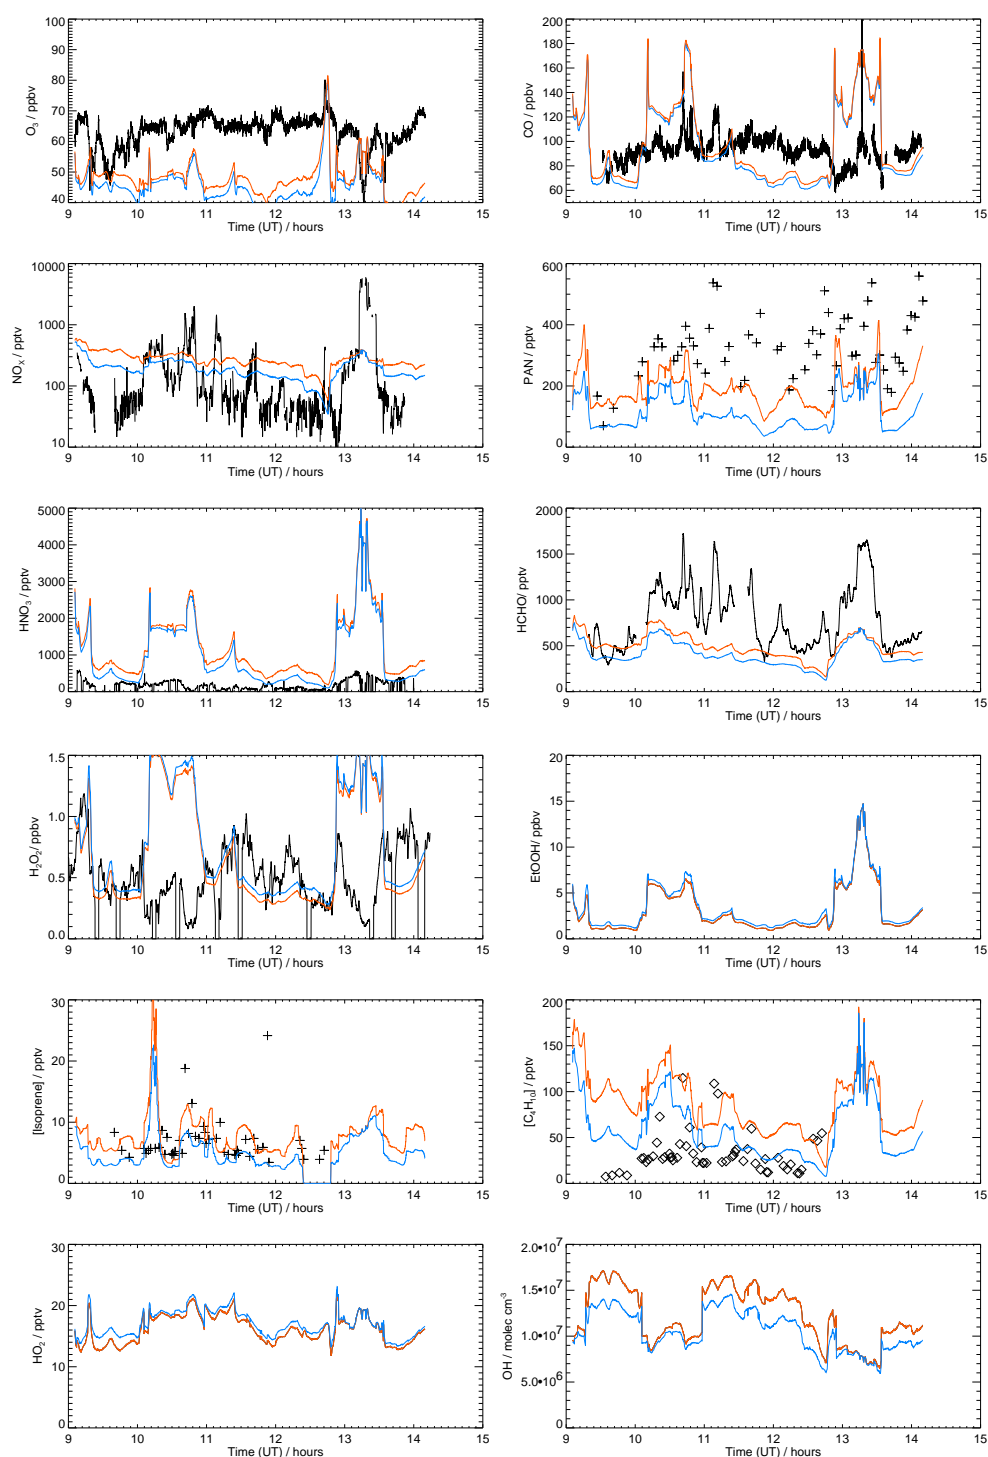 100
90
80
70
60
50
40
O3 / ppbv
9 10 11 12 13 14 15
Time (UT) / hours
200
180
160
140
120
100
80
60
CO / ppbv
9 10 11 12 13 14 15
Time (UT) / hours
10000
1000
100
10
NOx / pptv
9 10 11 12 13 14 15
Time (UT) / hours
600
400
200
0
PAN / pptv
9 10 11 12 13 14 15
Time (UT) / hours
5000
4000
3000
2000
1000
0
HNO3 / pptv
9 10 11 12 13 14 15
Time (UT) / hours
2000
1500
1000
500
0
HCHO/ pptv
9 10 11 12 13 14 15
Time (UT) / hours
1.5
1.0
0.5
0.0
H2O2/ ppbv
9 10 11 12 13 14 15
Time (UT) / hours
20
15
10
5
0
EtOOH/ ppbv
9 10 11 12 13 14 15
Time (UT) / hours
30
20
10
0
[Isoprene] / pptv
9 10 11 12 13 14 15
Time (UT) / hours
200
150
100
50
0
[C4H10] / pptv
9 10 11 12 13 14 15
Time (UT) / hours
30
20
10
0
HO2 / pptv
9 10 11 12 13 14 15
Time (UT) / hours
2.0•10^7
1.5•10^7
1.0•10^7
5.0•10^6
0
OH / molec cm^-3
9 10 11 12 13 14 15
Time (UT) / hours